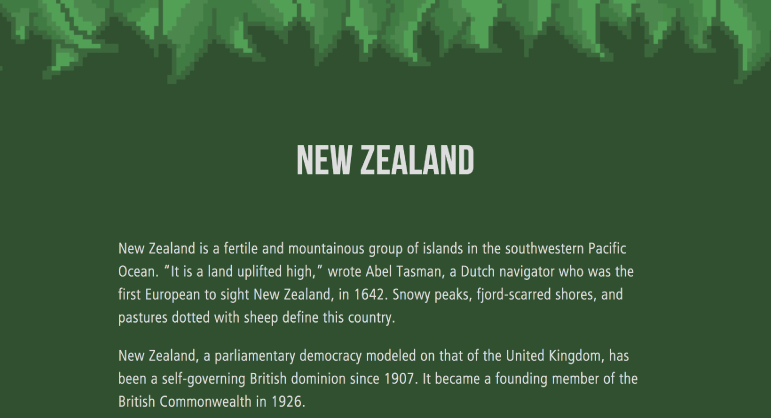 NEW ZEALAND
New Zealand is a fertile and mountainous group of islands in the southwestern Pacific
Ocean. "It is a land uplifted high," wrote Abel Tasman, a Dutch navigator who was the
first European to sight New Zealand, in 1642. Snowy peaks, fjord-scarred shores, and
pastures dotted with sheep define this country.
New Zealand, a parliamentary democracy modeled on that of the United Kingdom, has
been a self-governing British dominion since 1907. It became a founding member of the
British Commonwealth in 1926.